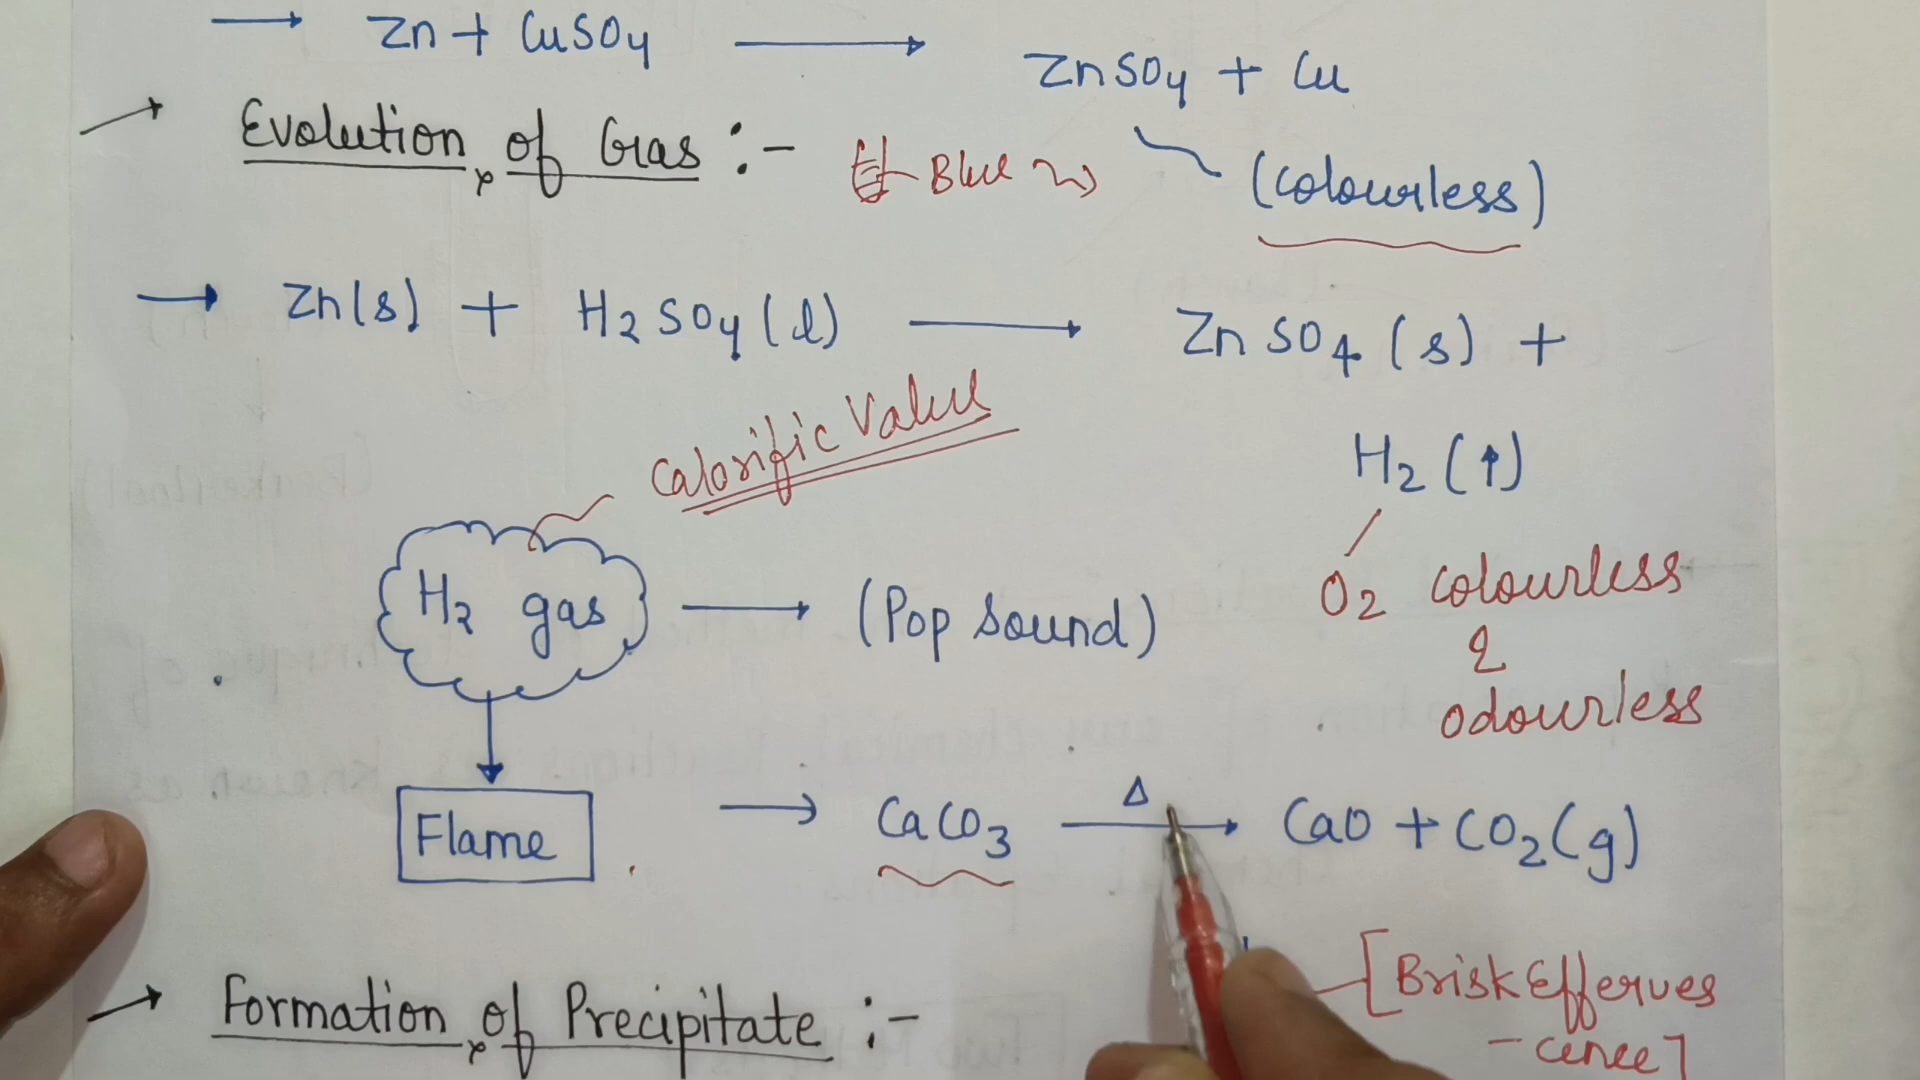 → Zn + CuSO4 → ZnSO4 + Cu
→ Evolution of Gas :-
Blue
(colourless)
→ Zn(s) + H2SO4(l) → ZnSO4(s) +
H2(↑)
Calorific Value
H2 gas → (Pop sound)
O2 colourless
&
odourless
Flame
→ CaCO3 Δ→ CaO + CO2(g)
[Brisk Efferves
-cence]
→ Formation of Precipitate :-